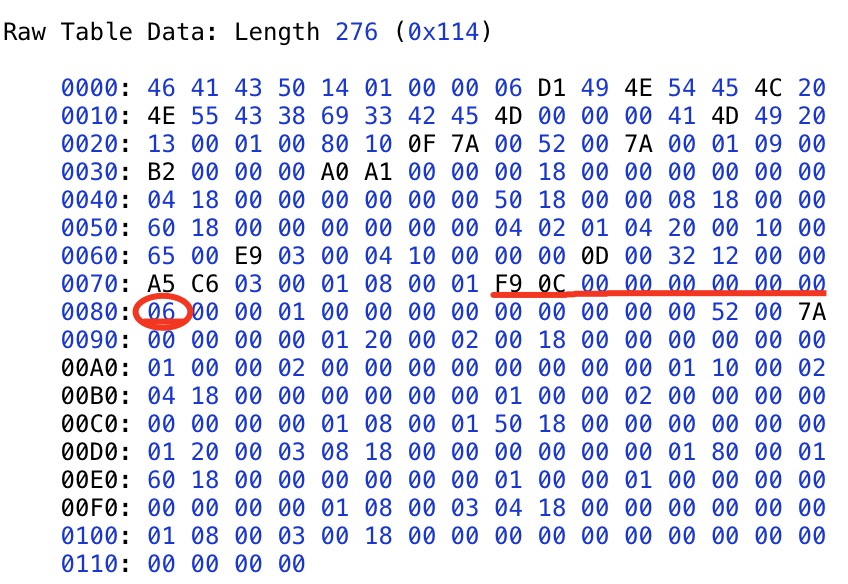 Raw Table Data: Length 276 (0x114)
0000: 46 41 43 50 14 01 00 00 06 D1 49 4E 54 45 4C 20
0010: 4E 55 43 38 69 33 42 45 4D 00 00 00 41 4D 49 20
0020: 13 00 01 00 80 10 0F 7A 00 52 00 7A 00 01 09 00
0030: B2 00 00 00 A0 A1 00 00 00 18 00 00 00 00 00 00
0040: 04 18 00 00 00 00 00 00 50 18 00 00 08 18 00 00
0050: 60 18 00 00 00 00 00 00 04 02 01 04 20 00 10 00
0060: 65 00 E9 03 00 04 10 00 00 00 0D 00 32 12 00 00
0070: A5 C6 03 00 01 08 00 01 F9 0C 00 00 00 00 00 00
0080: 06 00 00 01 00 00 00 00 00 00 00 00 00 52 00 7A
0090: 00 00 00 00 01 20 00 02 00 18 00 00 00 00 00 00
00A0: 01 00 00 02 00 00 00 00 00 00 00 00 01 10 00 02
00B0: 04 18 00 00 00 00 00 00 01 00 00 02 00 00 00 00
00C0: 00 00 00 00 01 08 00 01 50 18 00 00 00 00 00 00
00D0: 01 20 00 03 08 18 00 00 00 00 00 00 01 80 00 01
00E0: 60 18 00 00 00 00 00 00 01 00 00 01 00 00 00 00
00F0: 00 00 00 00 01 08 00 03 04 18 00 00 00 00 00 00
0100: 01 08 00 03 00 18 00 00 00 00 00 00 00 00 00 00
0110: 00 00 00 00